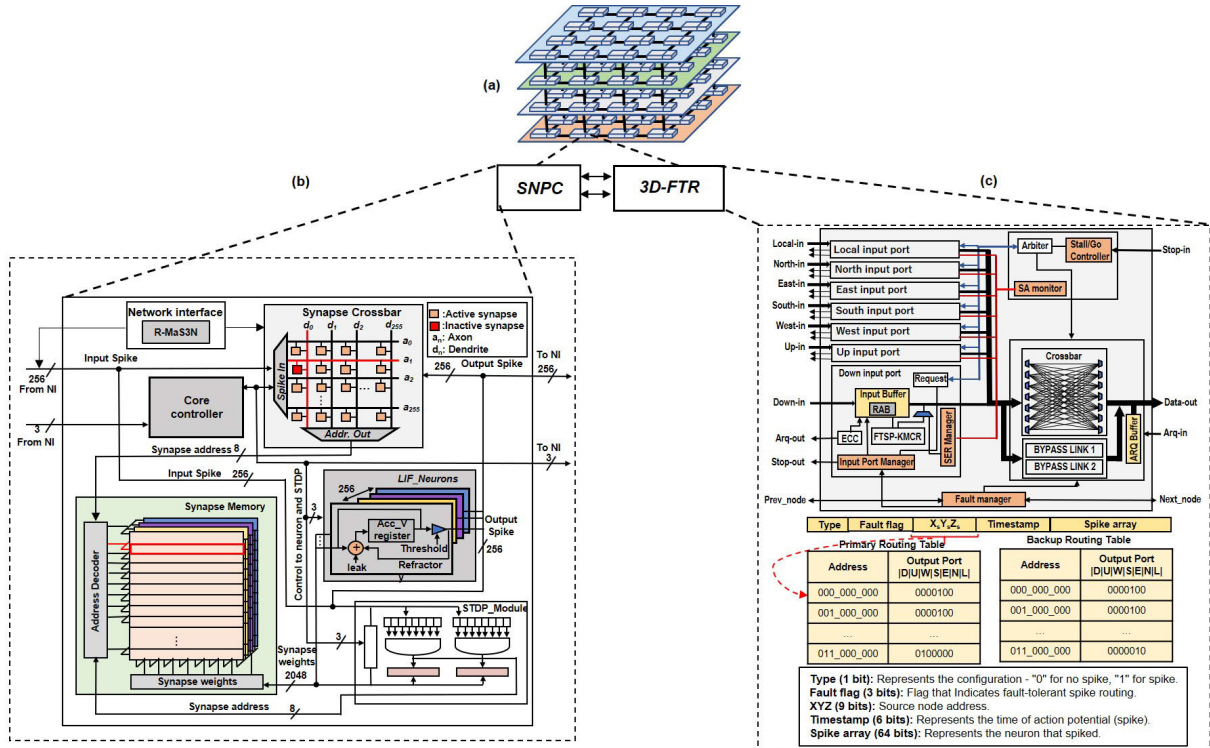 (a)
(b)
(c)
SNPC
3D-FTR
Network interface
R-MaS3N
Synapse Crossbar
d0 d1 d2 d255
:Active synapse
:Inactive synapse
an: Axon
dn: Dendrite
Spike In
a0
a1
a2
...
a255
Addr. Out
Input Spike
256
From NI
3
From NI
Core
controller
Output Spike
256
To NI
256
To NI
3
Synapse address 8
Input Spike 256
Control to neuron and STDP
3
Synapse Memory
Address Decoder
Synapse weights
LIF_Neurons
256
Acc_V
register
Threshold
leak
Refractor
Output
Spike
256
STDP_Module
3
Synapse
weights
2048
Synapse address 8
Local-in
North-in
East-in
South-in
West-in
Up-in
Down-in
Arq-out
Stop-out
Prev_node
Local input port
North input port
East input port
South input port
West input port
Up input port
Down input port
Request
Input Buffer
RAB
ECC
FTSP-KMCR
SER Manager
Input Port Manager
Arbiter
Stall/Go
Controller
Stop-in
SA monitor
Crossbar
Data-out
Arq-in
ARQ Buffer
BYPASS LINK 1
BYPASS LINK 2
Fault manager
Next_node
Type Fault flag XsYsZs Timestamp Spike array
Primary Routing Table
Address Output Port
|D|U|W|S|E|N|L|
000_000_000 0000100
001_000_000 0000100
... ...
011_000_000 0100000
Backup Routing Table
Address Output Port
|D|U|W|S|E|N|L|
000_000_000 0000100
001_000_000 0000100
... ...
011_000_000 0000010
Type (1 bit): Represents the configuration - "0" for no spike, "1" for spike.
Fault flag (3 bits): Flag that Indicates fault-tolerant spike routing.
XYZ (9 bits): Source node address.
Timestamp (6 bits): Represents the time of action potential (spike).
Spike array (64 bits): Represents the neuron that spiked.